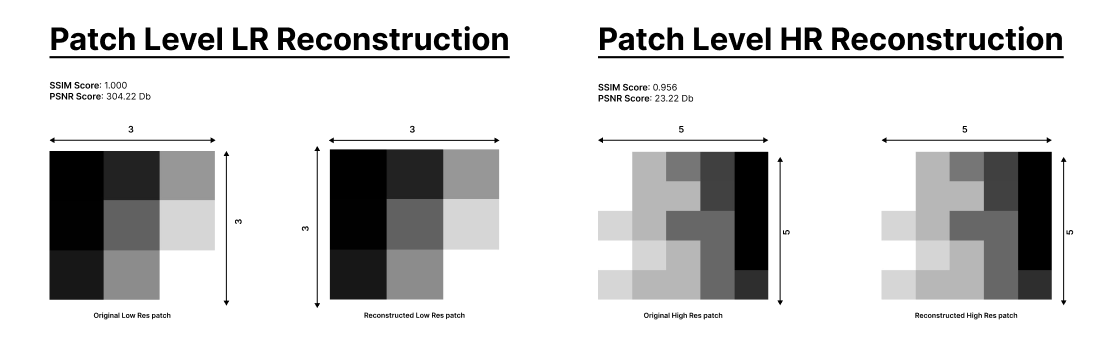 Patch Level LR Reconstruction
SSIM Score: 1.000
PSNR Score: 304.22 Db
3
3
3
3
Original Low Res patch
Reconstructed Low Res patch
Patch Level HR Reconstruction
SSIM Score: 0.956
PSNR Score: 23.22 Db
5
5
5
5
Original High Res patch
Reconstructed High Res patch